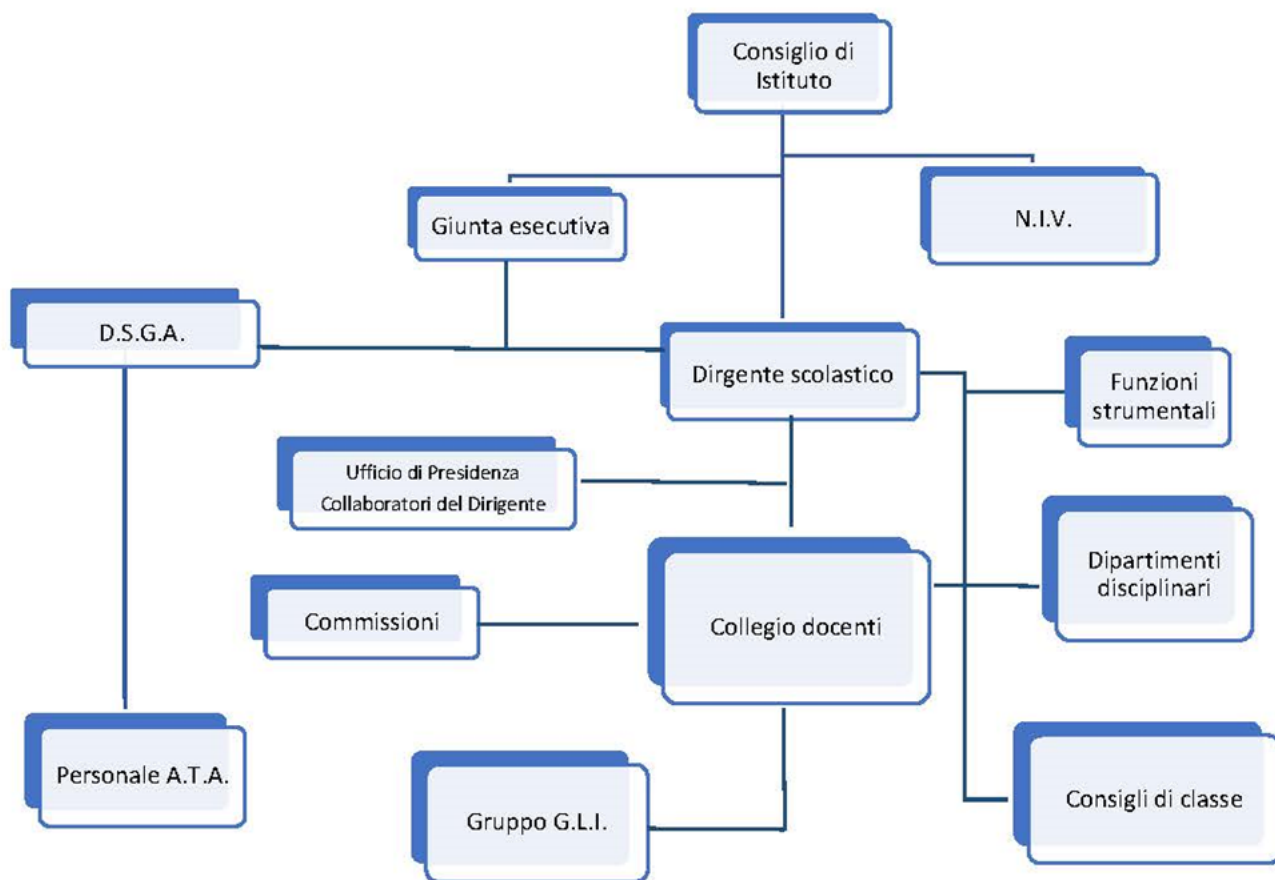 Consiglio di
Istituto
Giunta esecutiva
N.I.V.
D.S.G.A.
Dirgente scolastico
Funzioni
strumentali
Ufficio di Presidenza
Collaboratori del Dirigente
Dipartimenti
disciplinari
Commissioni
Collegio docenti
Personale A.T.A.
Gruppo G.L.I.
Consigli di classe